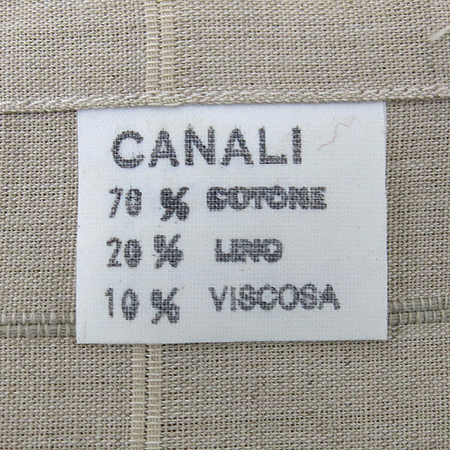 CANALI
70 % COTONE
20 % LINO
10 % VISCOSA